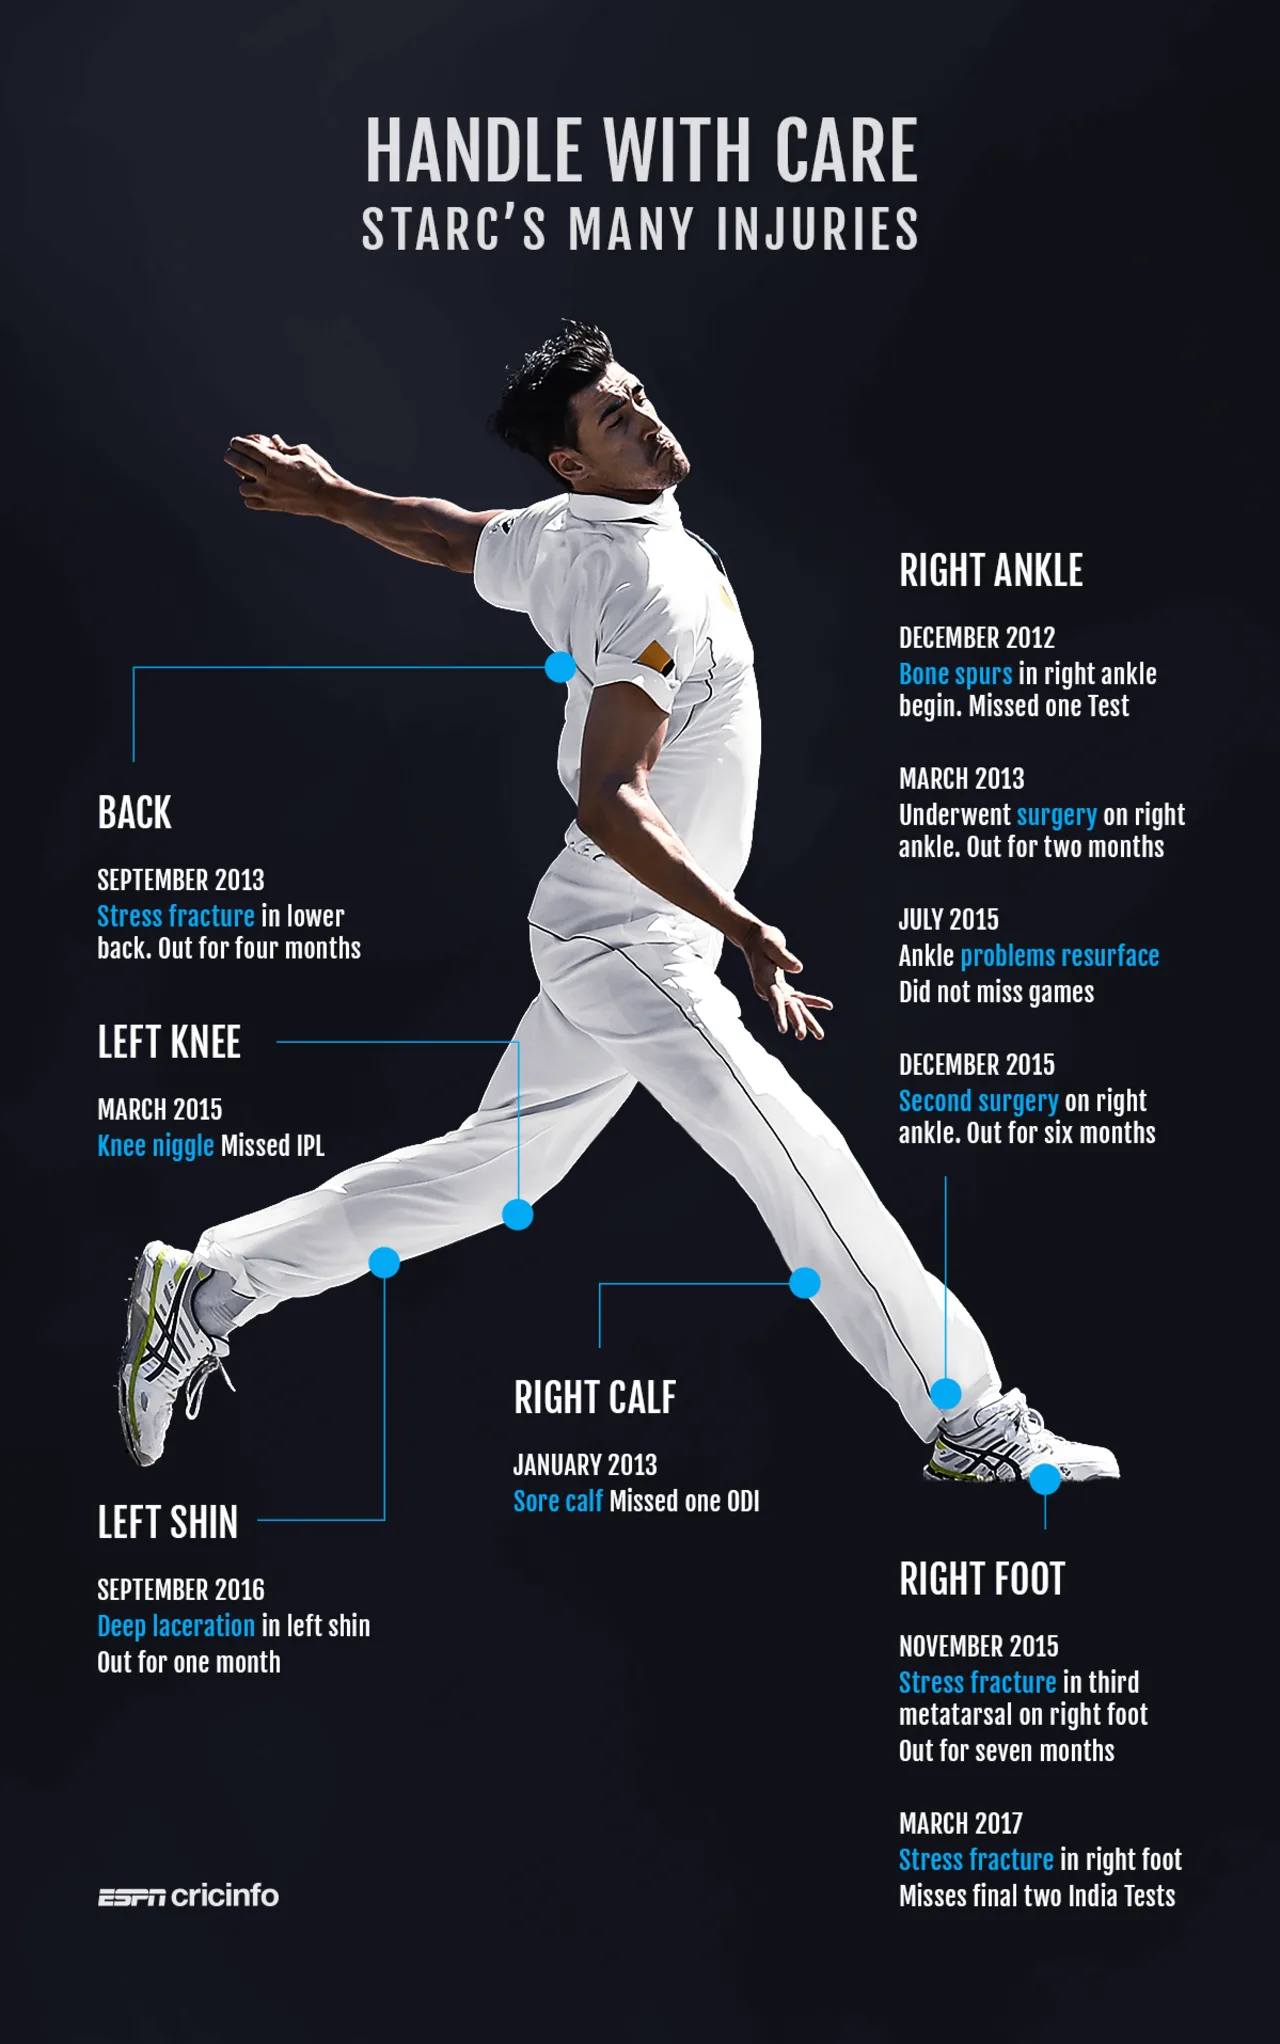 HANDLE WITH CARE
STARC'S MANY INJURIES
BACK
SEPTEMBER 2013
Stress fracture in lower
back. Out for four months
LEFT KNEE
MARCH 2015
Knee niggle Missed IPL
LEFT SHIN
SEPTEMBER 2016
Deep laceration in left shin
Out for one month
RIGHT CALF
JANUARY 2013
Sore calf Missed one ODI
RIGHT ANKLE
DECEMBER 2012
Bone spurs in right ankle
begin. Missed one Test
MARCH 2013
Underwent surgery on right
ankle. Out for two months
JULY 2015
Ankle problems resurface
Did not miss games
DECEMBER 2015
Second surgery on right
ankle. Out for six months
RIGHT FOOT
NOVEMBER 2015
Stress fracture in third
metatarsal on right foot
Out for seven months
MARCH 2017
Stress fracture in right foot
Misses final two India Tests
ESPN cricinfo